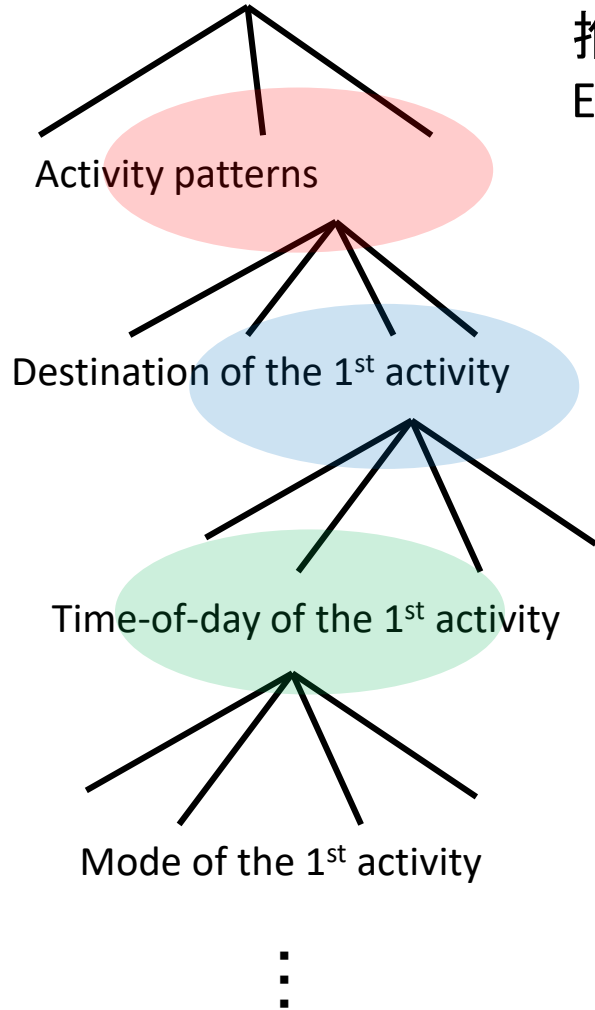 推
E
Activity patterns
Destination of the 1st activity
Time-of-day of the 1st activity
Mode of the 1st activity
⋮